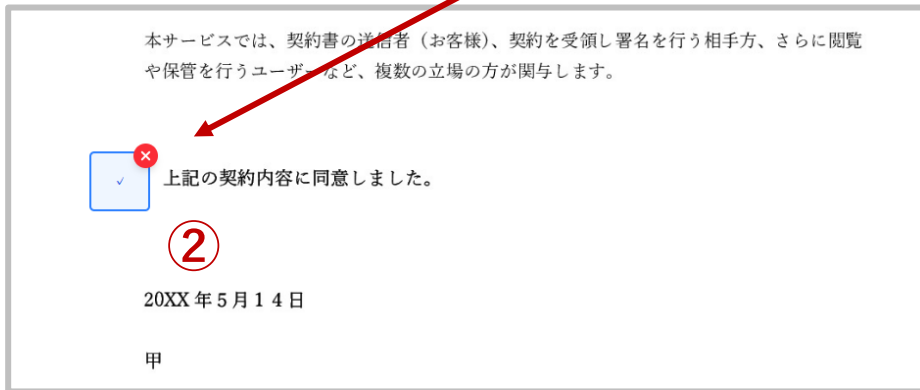 本サービスでは、契約書の送信者（お客様）、契約を受領し署名を行う相手方、さらに閲覧
や保管を行うユーザーなど、複数の立場の方が関与します。
✓ 上記の契約内容に同意しました。
②
20XX 年５月１４日
甲